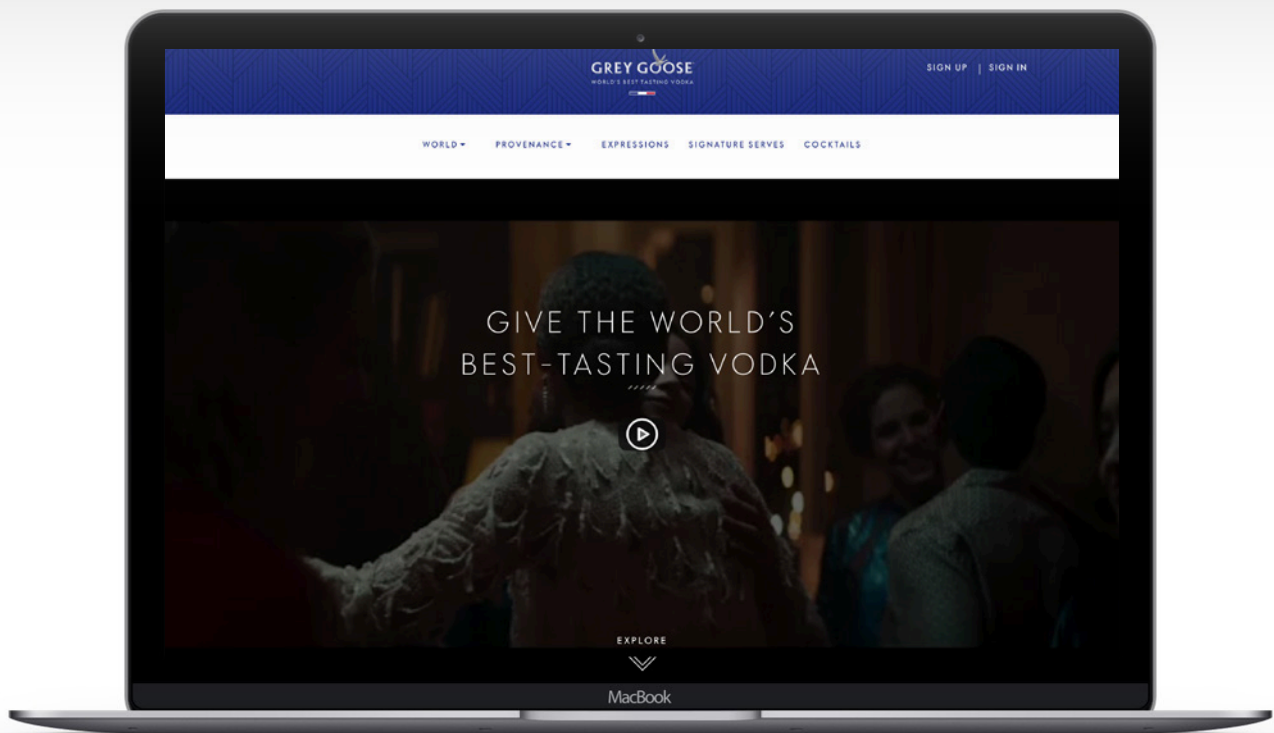 GREY GOOSE
WORLD'S BEST TASTING VODKA
SIGN UP | SIGN IN
WORLD PROVENANCE EXPRESSIONS SIGNATURE SERVES COCKTAILS
GIVE THE WORLD'S
BEST-TASTING VODKA
EXPLORE
MacBook